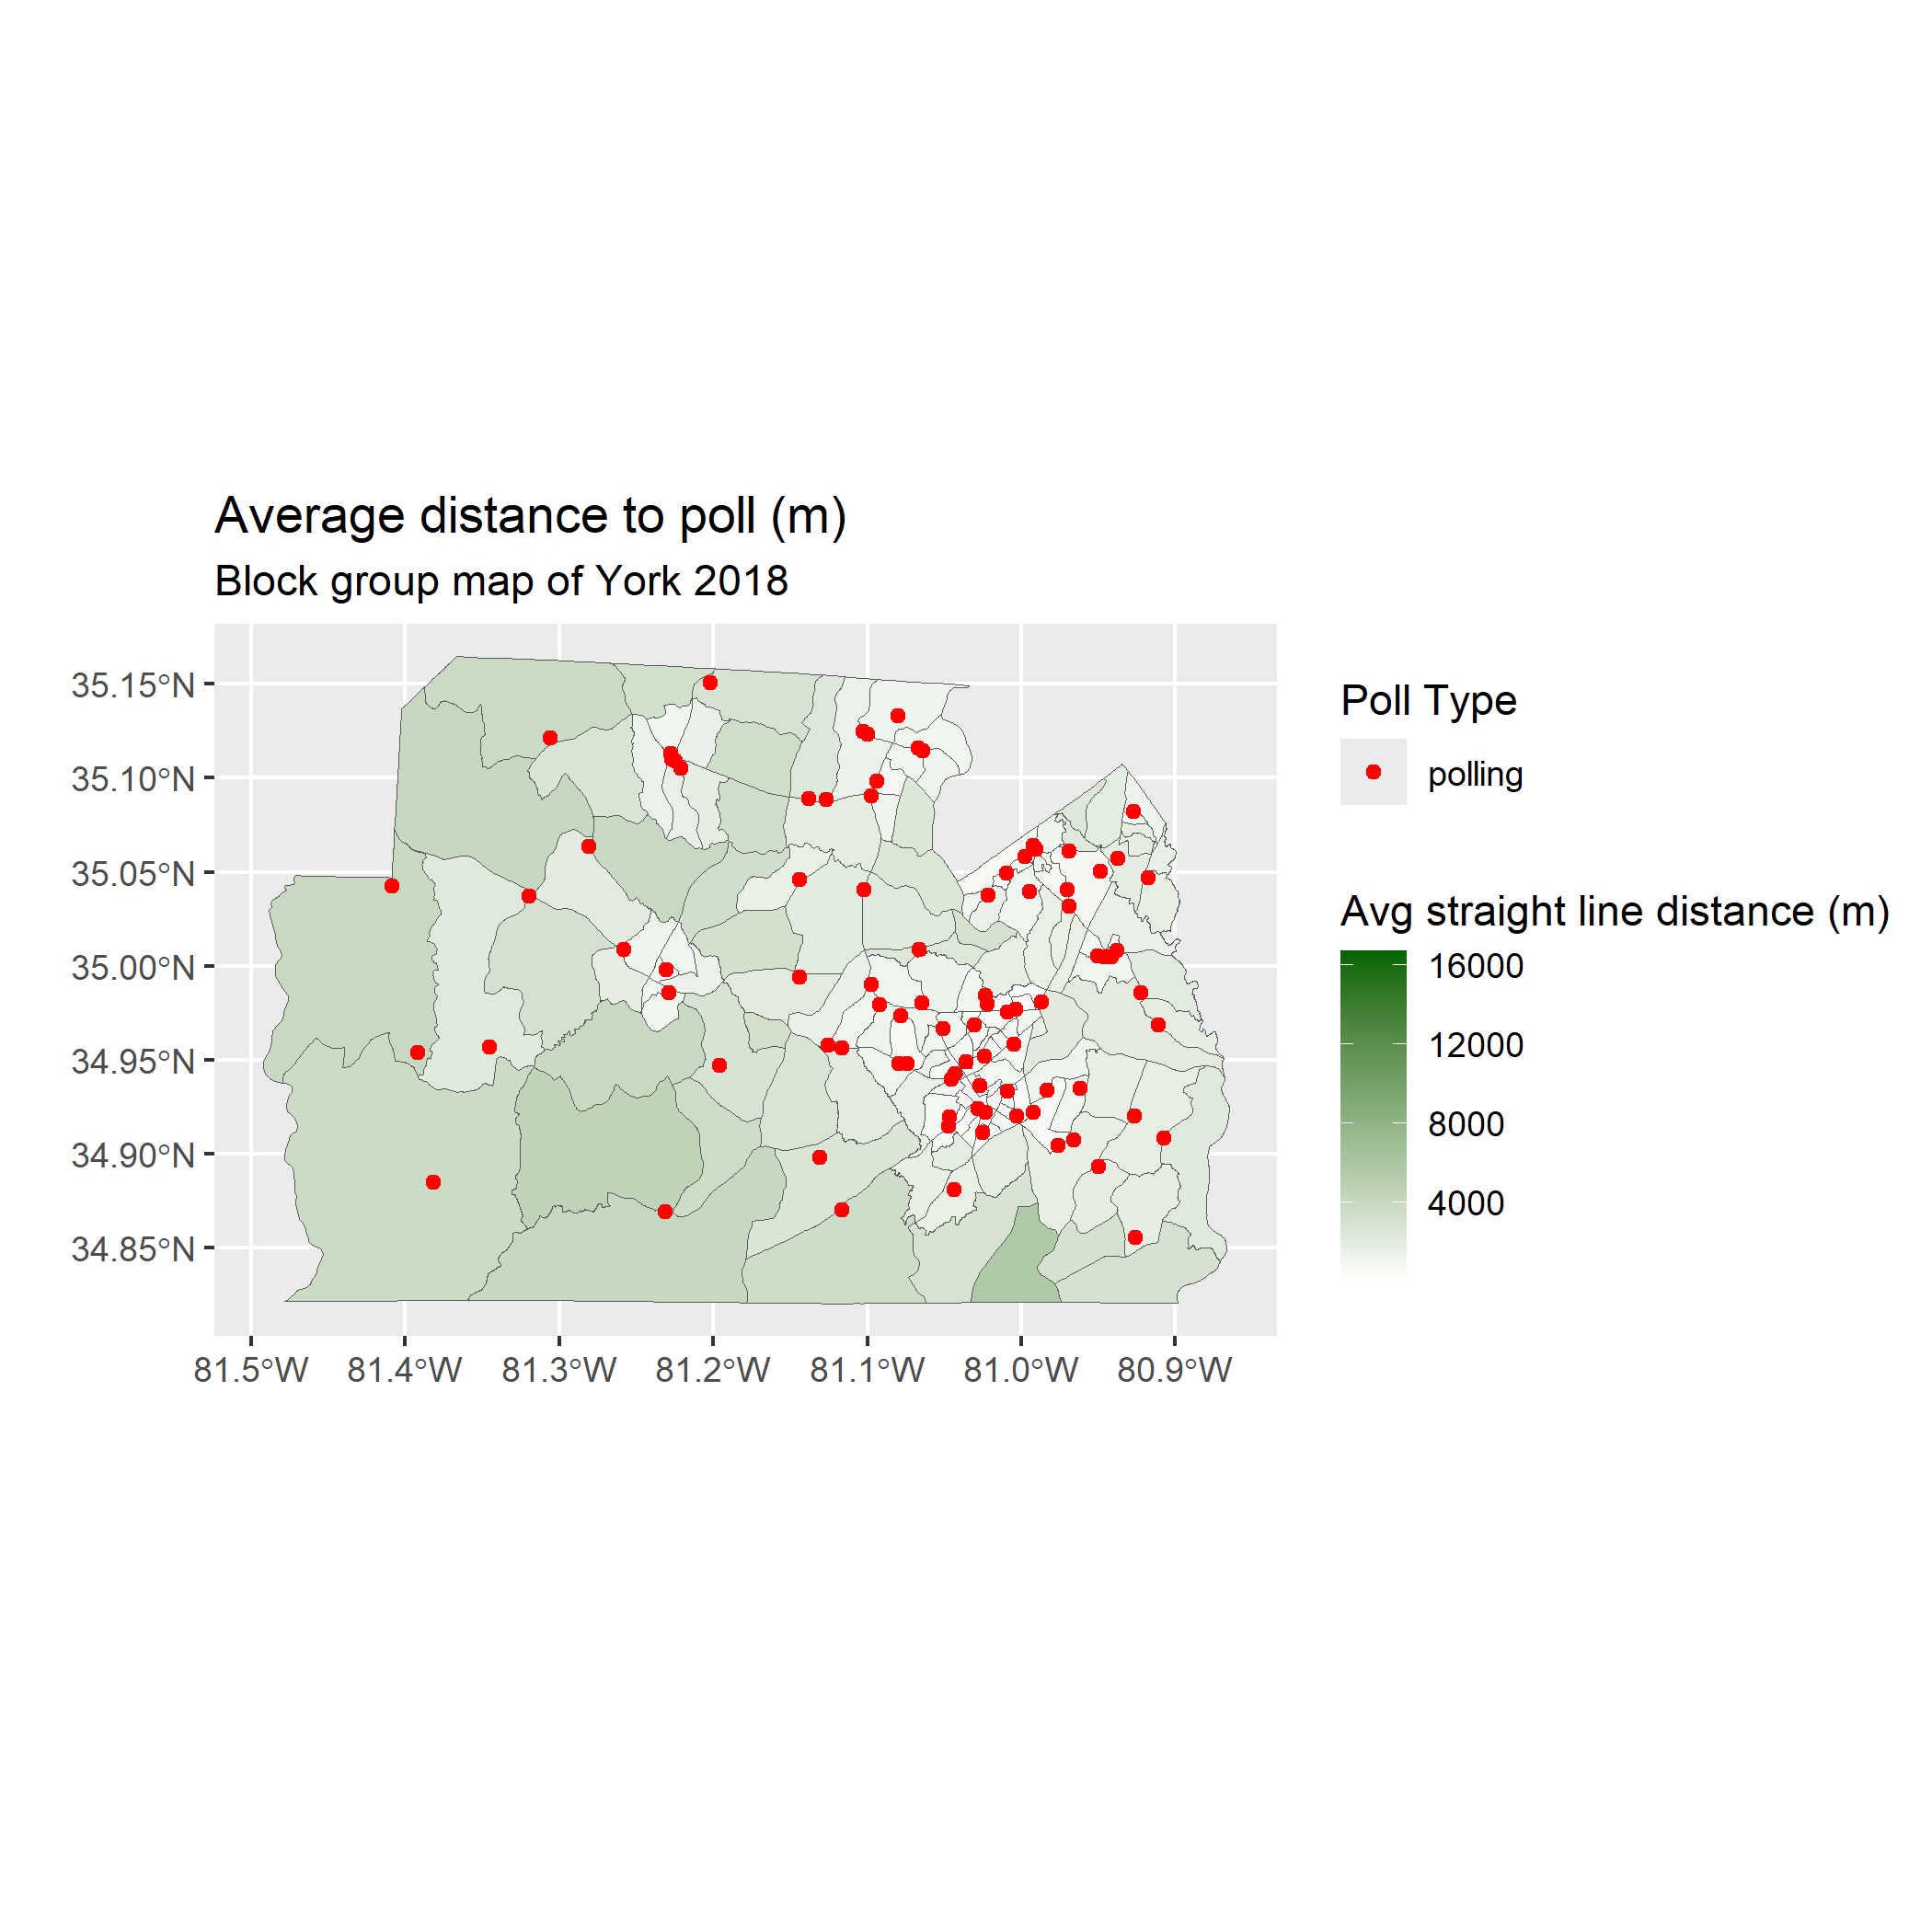 Average distance to poll (m)
Block group map of York 2018
35.15°N
35.10°N
35.05°N
35.00°N
34.95°N
34.90°N
34.85°N
81.5°W
81.4°W
81.3°W
81.2°W
81.1°W
81.0°W
80.9°W
Poll Type
polling
Avg straight line distance (m)
16000
12000
8000
4000